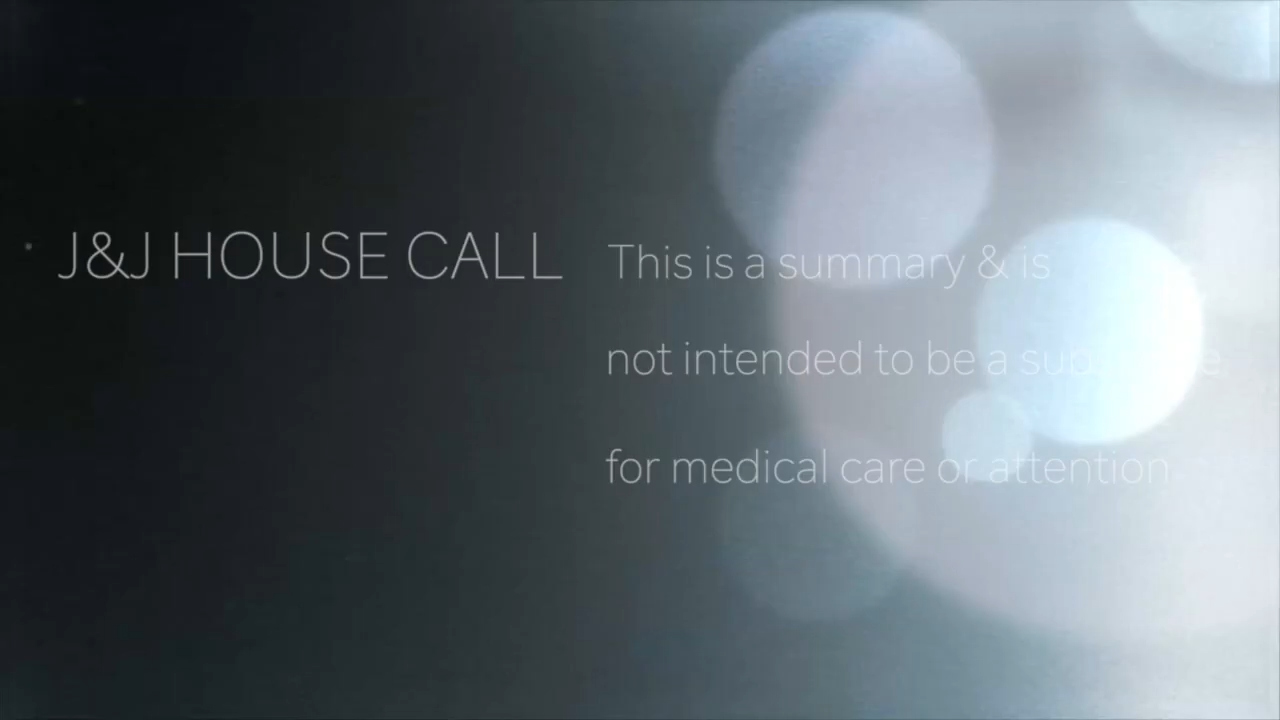 J&J HOUSE CALL
This is a summary & is
not intended to be a
for medical care or attention